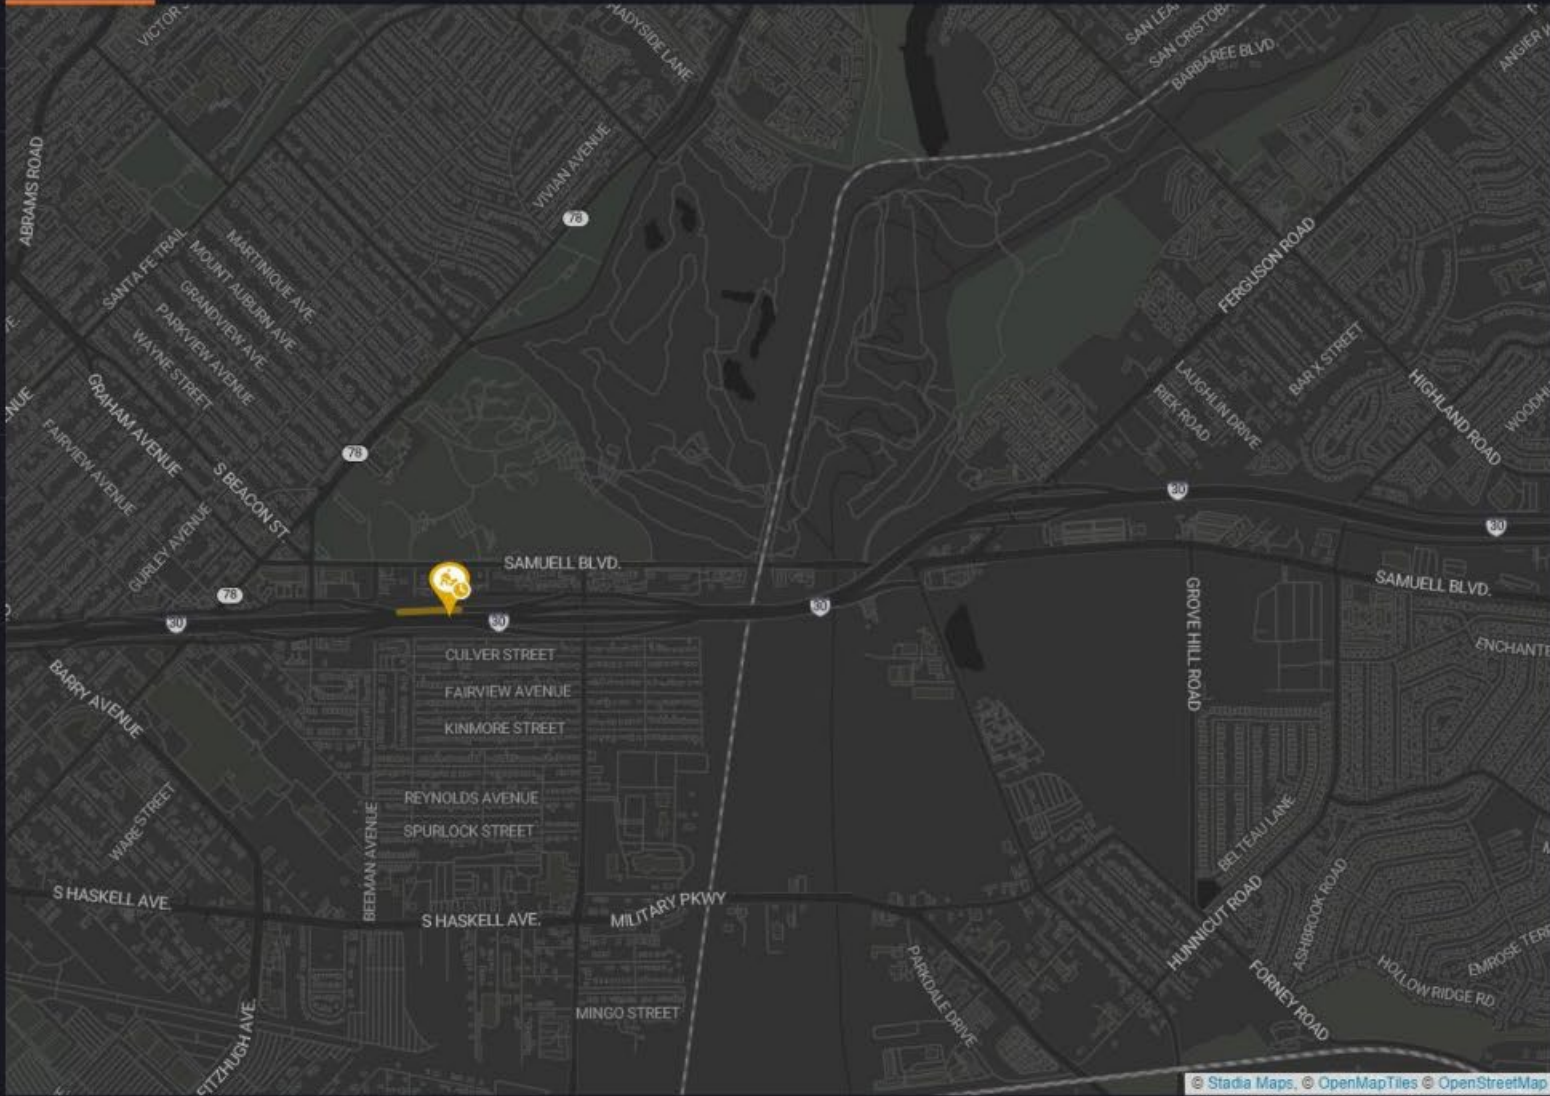 VICTOR
SHADYSIDE LANE
SAN CRISTOBA
BARBAREE BLVD.
ABRAMS ROAD
VIVIAN AVENUE
78
SANTA FE TRAIL
MOUNT AUBURN AVE.
MARTINIQUE AVE.
GRANDVIEW AVE.
PARKVIEW AVENUE
WAYNE STREET
FERGUSON ROAD
LAUGHLIN DRIVE
BAR X STREET
HIGHLAND ROAD
GRAHAM AVENUE
FAIRVIEW AVENUE
78
S BEACON ST.
GURLEY AVENUE
30
30
SAMUELL BLVD.
SAMUELL BLVD.
78
30
30
30
GROVE HILL ROAD
CULVER STREET
ENCHANTE
BARRY AVENUE
FAIRVIEW AVENUE
KINMORE STREET
REYNOLDS AVENUE
WARE STREET
BEEMAN AVENUE
SPURLOCK STREET
BELTEAU LANE
S HASKELL AVE.
S HASKELL AVE.
MILITARY PKWY
HUNNICUT ROAD
ASHBROOK ROAD
PARKDALE DRIVE
FORNEY ROAD
HOLLOW RIDGE RD.
EMROSE TERR
MINGO STREET
FITZHUGH AVE.
© Stadia Maps, © OpenMapTiles © OpenStreetMap